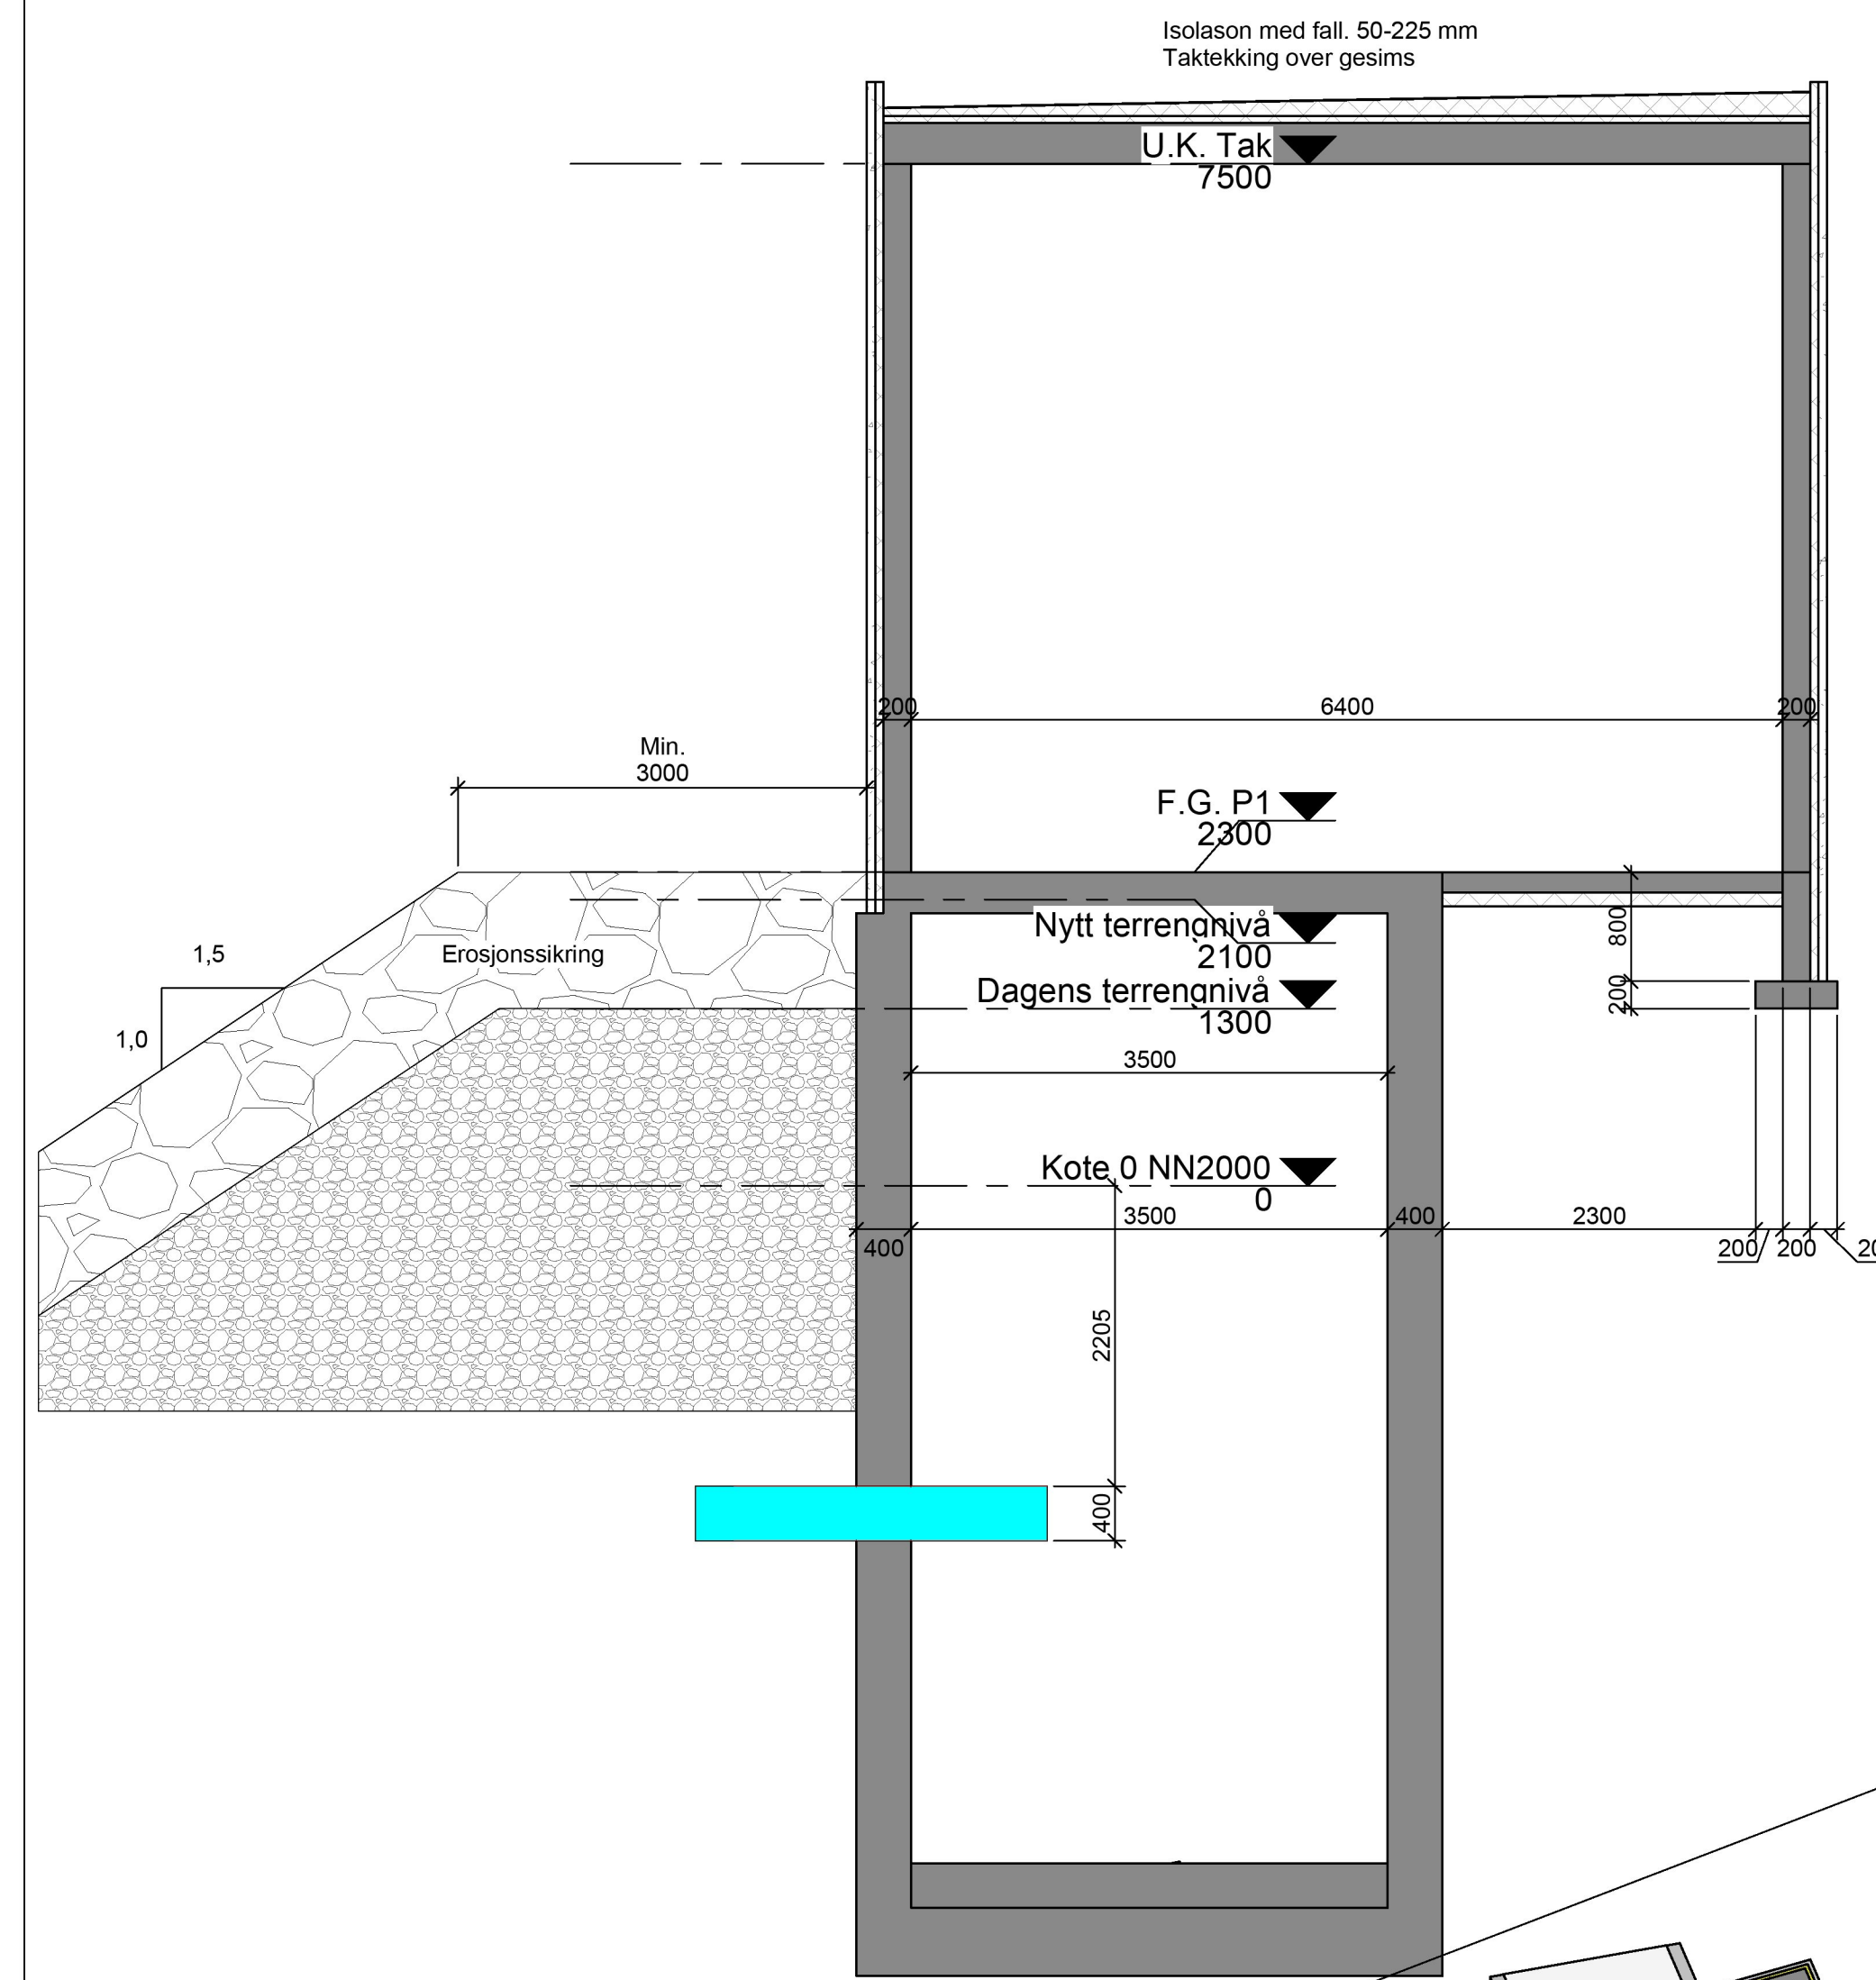 Isolason med fall. 50-225 mm
Taktekking over gesims
U.K. Tak
7500
200
6400
200
Min.
3000
F.G. P1
2300
Nytt terrengnivå
2100
800
Erosjonssikring
1,5
Dagens terrengnivå
1300
200
1,0
3500
Kote 0 NN2000
0
3500
400
2300
400
200
200
2205
400